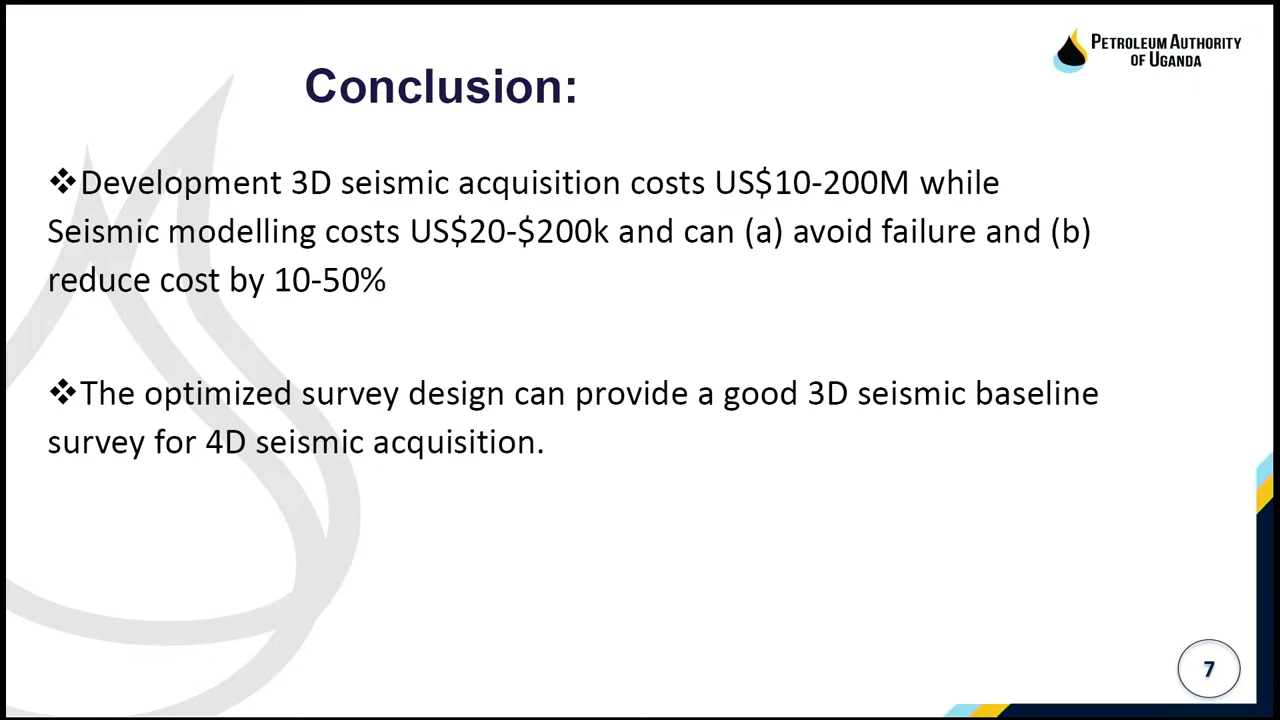 PETROLEUM AUTHORITY
OF UGANDA
Conclusion:
❖Development 3D seismic acquisition costs US$10-200M while
Seismic modelling costs US$20-$200k and can (a) avoid failure and (b)
reduce cost by 10-50%
❖The optimized survey design can provide a good 3D seismic baseline
survey for 4D seismic acquisition.
7